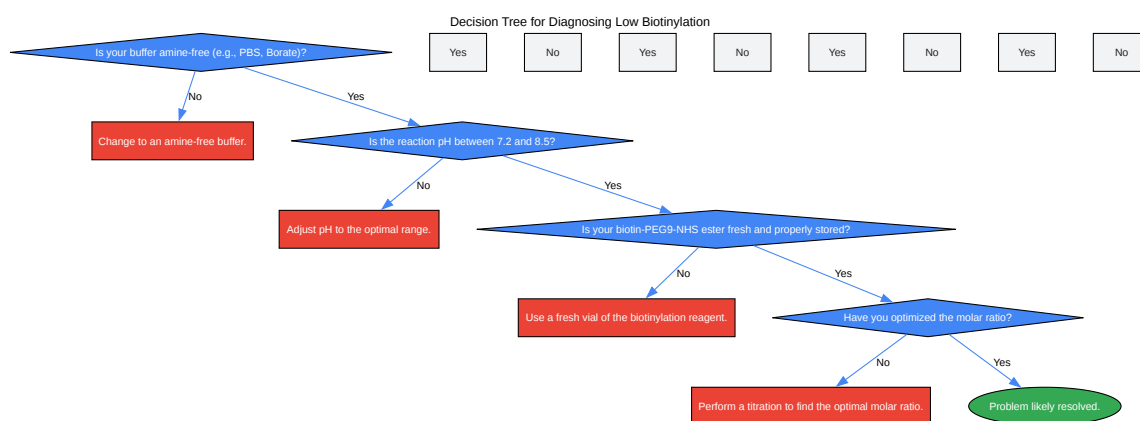 Decision Tree for Diagnosing Low Biotinylation
Is your buffer amine-free (e.g., PBS, Borate)?
Yes
No
Yes
No
Yes
No
Yes
No
No
Yes
Change to an amine-free buffer.
Is the reaction pH between 7.2 and 8.5?
No
Yes
Adjust pH to the optimal range.
Is your biotin-PEG9-NHS ester fresh and properly stored?
No
Yes
Use a fresh vial of the biotinylation reagent.
Have you optimized the molar ratio?
No
Yes
Perform a titration to find the optimal molar ratio.
Problem likely resolved.